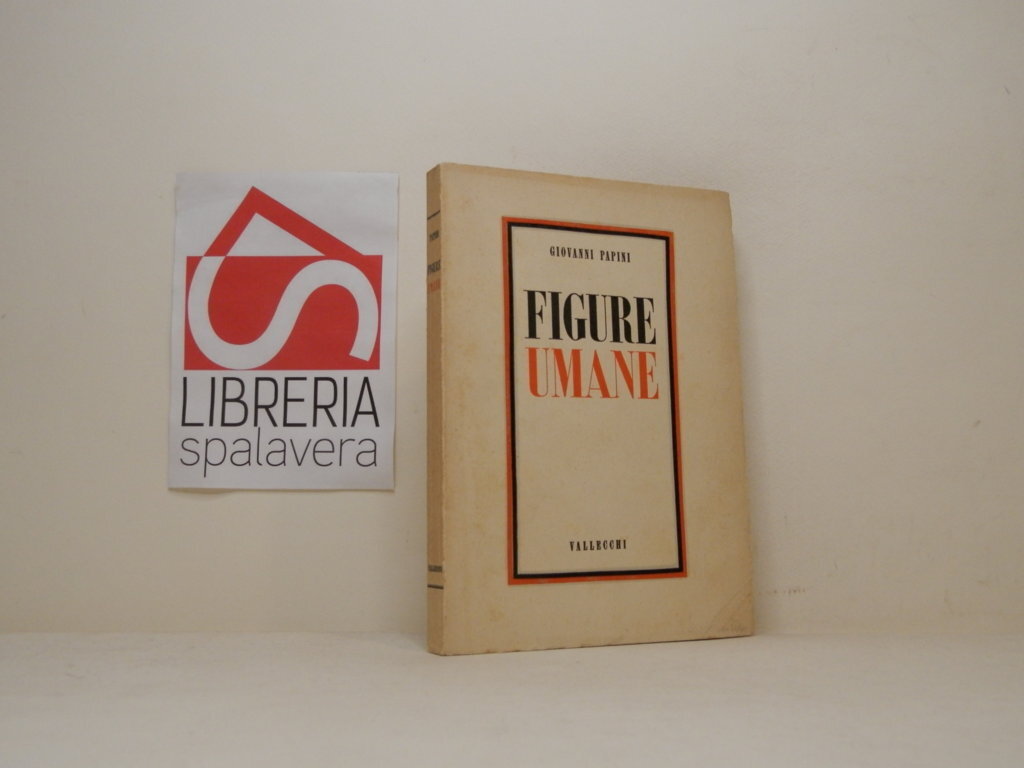 LIBRERIA
spalavera
GIOVANNI PAPINI
FIGURE
UMANE
VALLECCHI